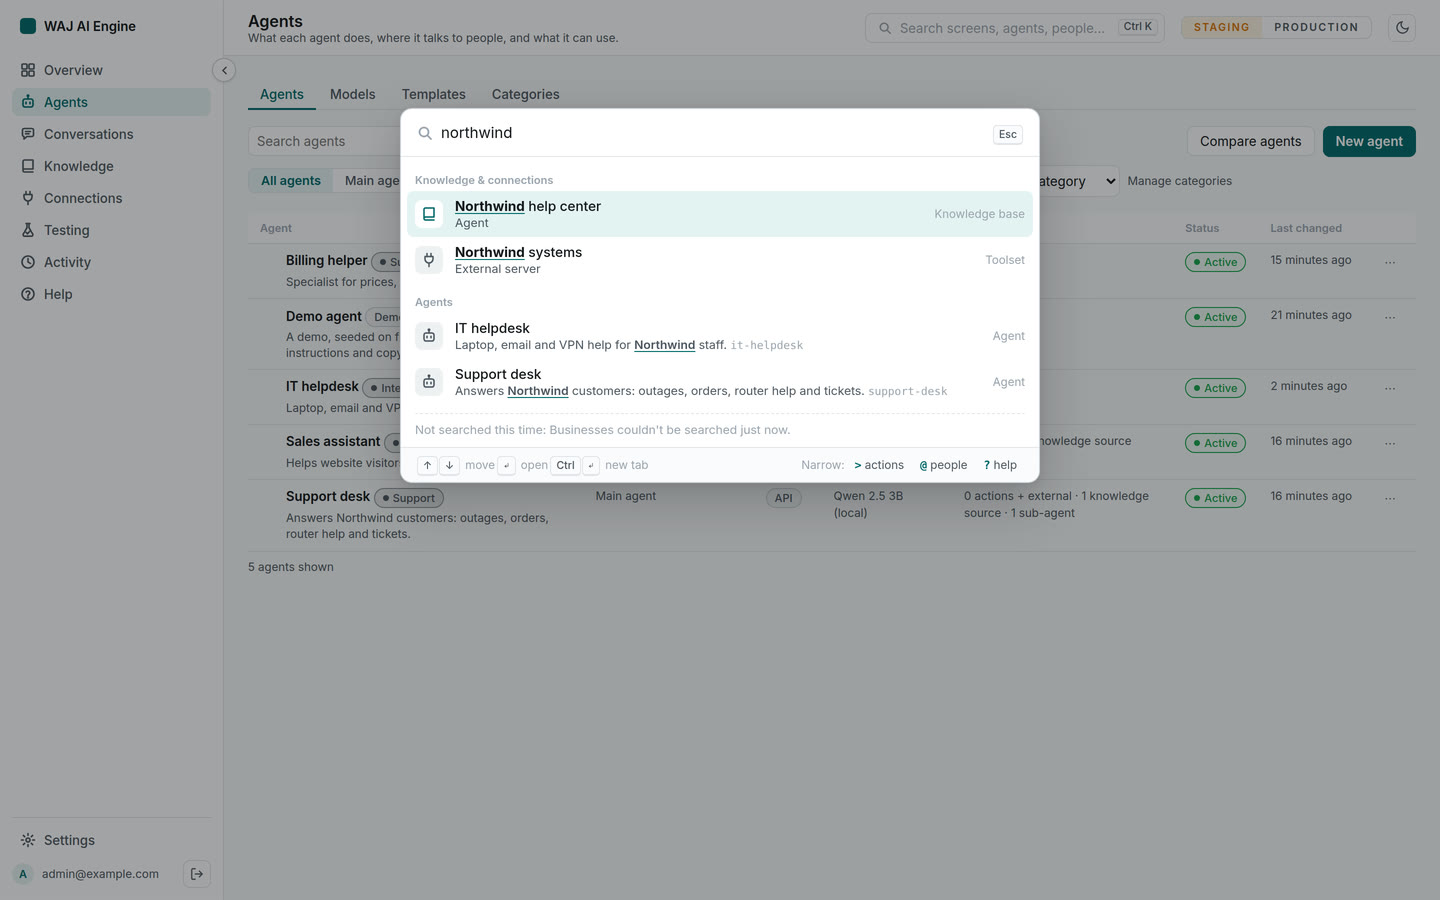 WAJ AI Engine
Overview
Agents
Conversations
Knowledge
Connections
Testing
Activity
Help
Settings
A admin@example.com
Agents
What each agent does, where it talks to people, and what it can use.
Search screens, agents, people... Ctrl K
STAGING PRODUCTION
Agents Models Templates Categories
Search agents
Compare agents New agent
All agents Main age
ategory Manage categories
Agent Status Last changed
Billing helper Su Active 15 minutes ago ...
Specialist for prices,
Demo agent Demo Active 21 minutes ago ...
A demo, seeded on f
instructions and copy
IT helpdesk Inte Active 2 minutes ago ...
Laptop, email and VP
Sales assistant nowledge source Active 16 minutes ago ...
Helps website visitor
Support desk Support Main agent API Qwen 2.5 3B 0 actions + external · 1 knowledge Active 16 minutes ago ...
(local) source · 1 sub-agent
Answers Northwind customers: outages, orders,
router help and tickets.
5 agents shown
northwind Esc
Knowledge & connections
Northwind help center Knowledge base
Agent
Northwind systems Toolset
External server
Agents
IT helpdesk Agent
Laptop, email and VPN help for Northwind staff. it-helpdesk
Support desk Agent
Answers Northwind customers: outages, orders, router help and tickets. support-desk
Not searched this time: Businesses couldn't be searched just now.
↑ ↓ move ↵ open Ctrl ↵ new tab Narrow: > actions @ people ? help